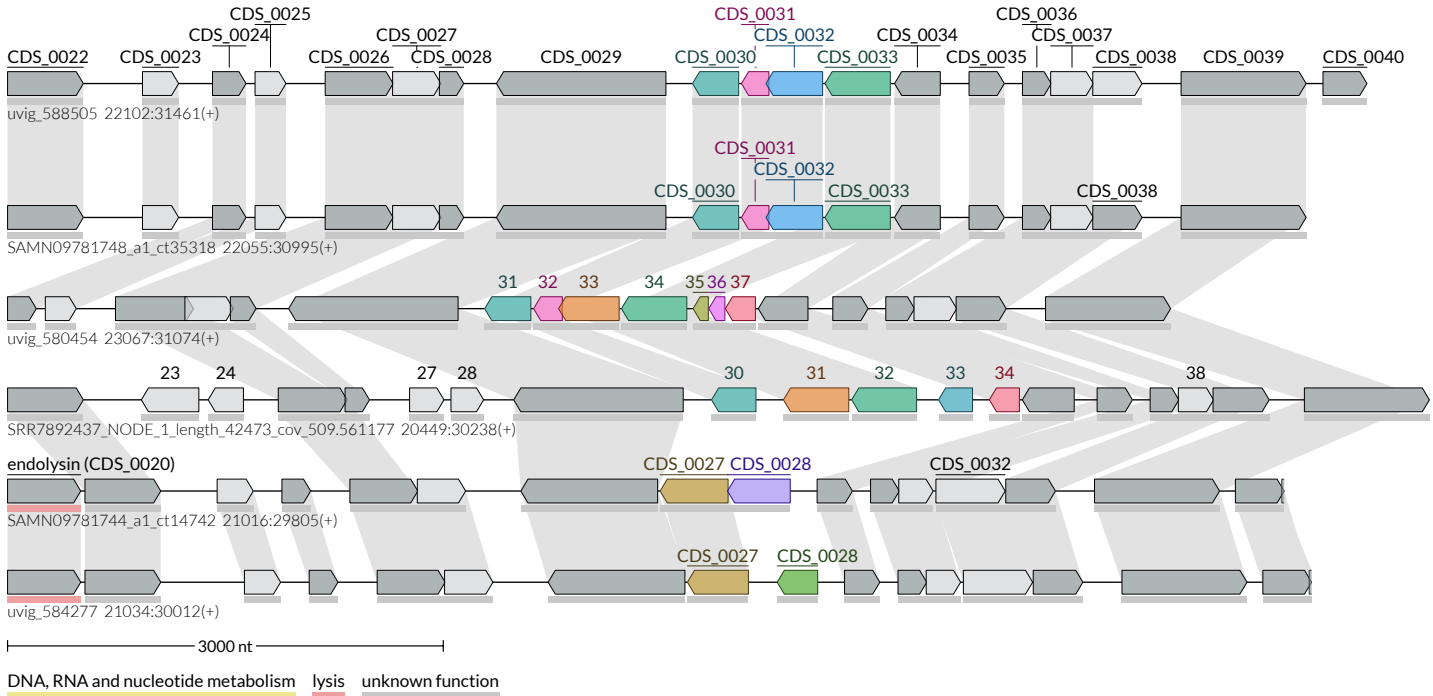 CDS_0025
CDS_0031
CDS_0036
CDS_0024
CDS_0027
CDS_0032
CDS_0034
CDS_0037
CDS_0022
CDS_0023
CDS_0026
CDS_0028
CDS_0029
CDS_0030
CDS_0033
CDS_0035
CDS_0038
CDS_0039
CDS_0040
uvig_588505 22102:31461(+)
CDS_0031
CDS_0032
CDS_0030 CDS_0033 CDS_0038
SAMN09781748_a1_ct35318 22055:30995(+)
31 32 33 34 35 36 37
uvig_580454 23067:31074(+)
23 24 27 28 30 31 32 33 34 38
SRR7892437_NODE_1_length_42473_cov_509.561177 20449:30238(+)
endolysin (CDS_0020) CDS_0027 CDS_0028 CDS_0032
SAMN09781744_a1_ct14742 21016:29805(+)
CDS_0027 CDS_0028
uvig_584277 21034:30012(+)
3000 nt
DNA, RNA and nucleotide metabolism lysis unknown function